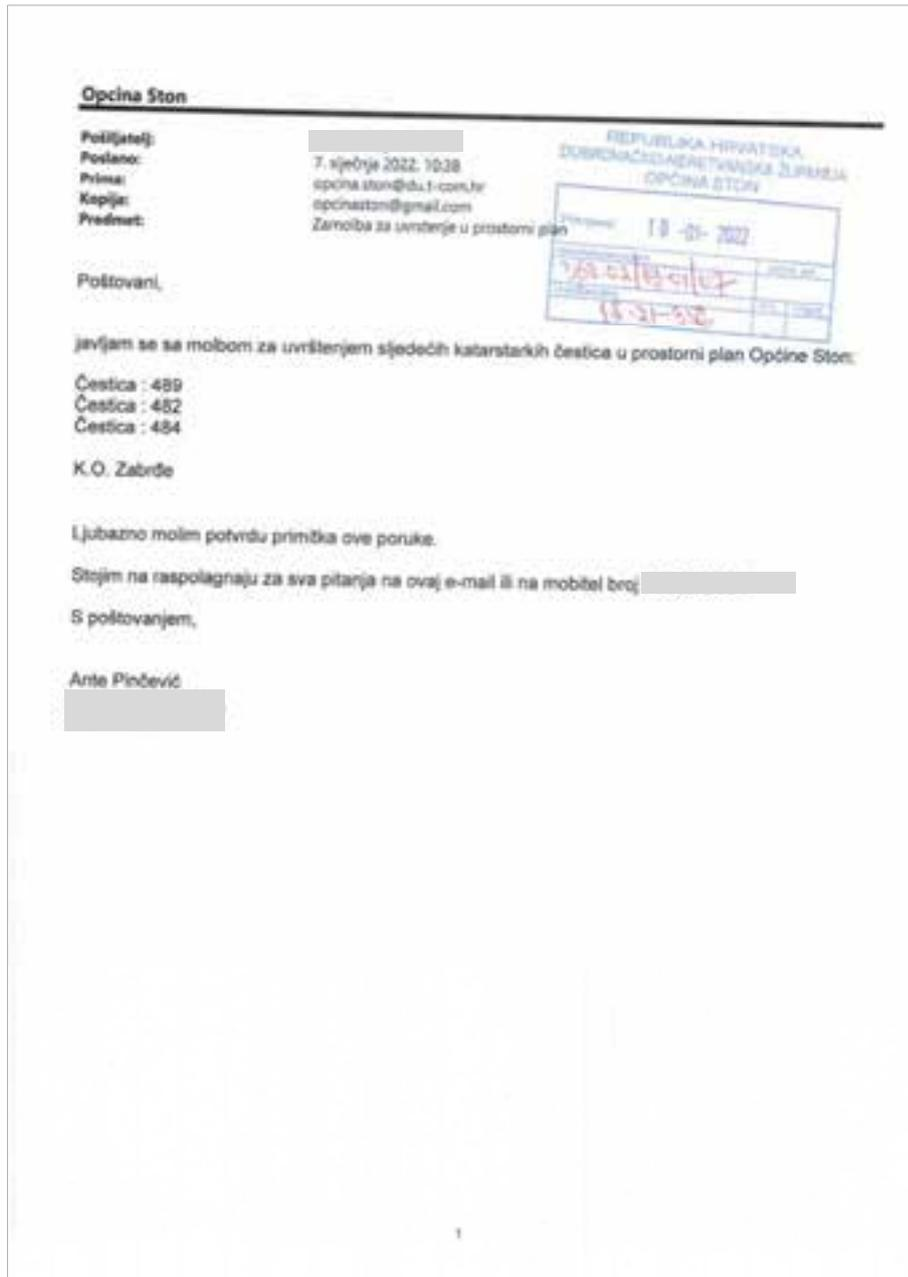 Opcina Ston
Pošiljatelj:
Poslano: 7. siječnja 2022. 10:28
Prima: opcina.ston@du.t-com.hr
Kopija: opcinaston@gmail.com
Predmet: Zamolba za uvrstenje u prostorni plan
REPUBLIKA HRVATSKA
DUBROVAČKO-NERETVANSKA ŽUPANIJA
OPĆINA STON
10 -01- 2022
Poštovani,
javljam se sa molbom za uvrštenjem sljedećih katarstarkih čestica u prostorni plan Općine Ston:
Čestica : 489
Čestica : 482
Čestica : 484
K.O. Zabrđe
Ljubazno molim potvrdu primitka ove poruke.
Stojim na raspolagnaju za sva pitanja na ovaj e-mail ili na mobitel broj
S poštovanjem,
Ante Pinčević
1